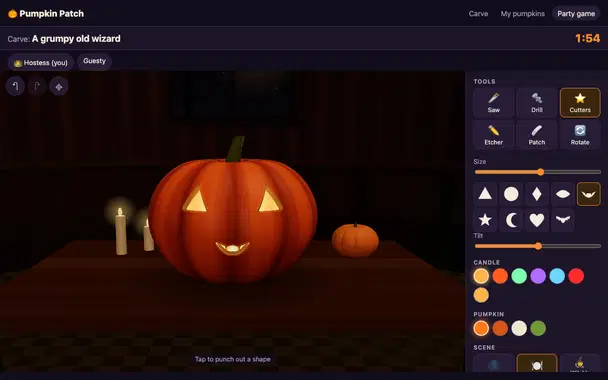 Pumpkin Patch
Carve
My pumpkins
Party game
Carve: A grumpy old wizard
1:54
Hostess (you)
Guesty
TOOLS
Saw
Drill
Cutters
Etcher
Patch
Rotate
Size
Tilt
CANDLE
PUMPKIN
SCENE
Tap to punch out a shape